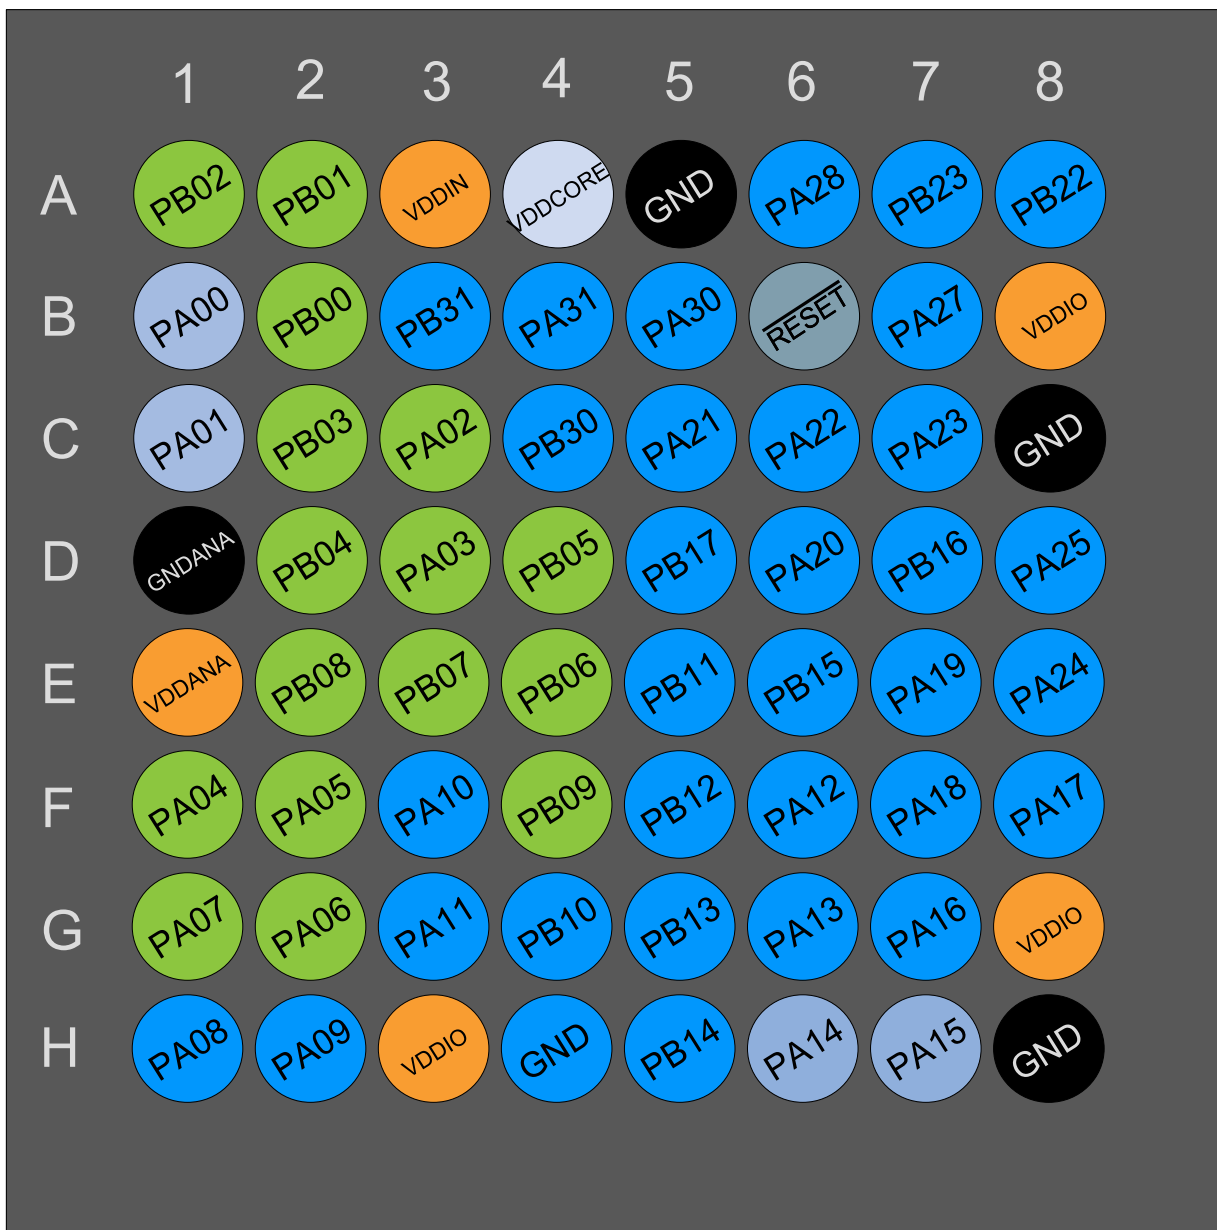 1 2 3 4 5 6 7 8
A PB02 PB01 VDDIN VDDCORE GND PA28 PB23 PB22
B PA00 PB00 PB31 PA31 PA30 RESET PA27 VDDIO
C PA01 PB03 PA02 PB30 PA21 PA22 PA23 GND
D GNDANA PB04 PA03 PB05 PB17 PA20 PB16 PA25
E VDDANA PB08 PB07 PB06 PB11 PB15 PA19 PA24
F PA04 PA05 PA10 PB09 PB12 PA12 PA18 PA17
G PA07 PA06 PA11 PB10 PB13 PA13 PA16 VDDIO
H PA08 PA09 VDDIO GND PB14 PA14 PA15 GND